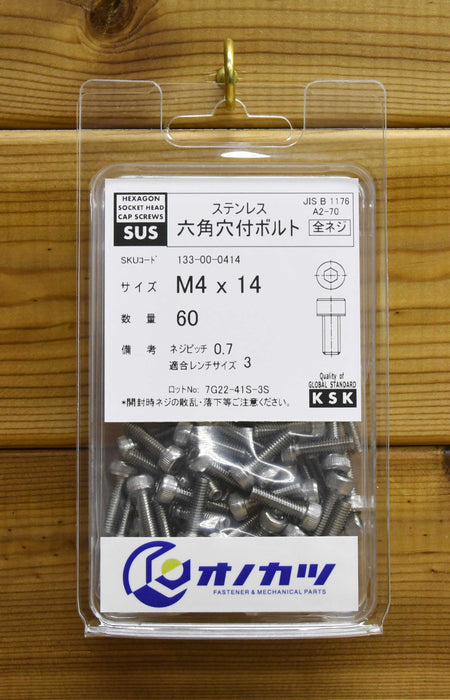 HEXAGON
SOCKET HEAD
CAP SCREWS
SUS
ステンレス
六角穴付ボルト
JIS B 1176
A2-70
全ネジ
SKUコード 133-00-0414
サイズ M4 x 14
数量 60
備考 ネジピッチ 0.7
適合レンチサイズ 3
ロットNo: 7G22-41S-3S
*開封時ネジの散乱・落下等ご注意ください。
Quality of
GLOBAL STANDARD
KSK
オノカツ
FASTENER & MECHANICAL PARTS